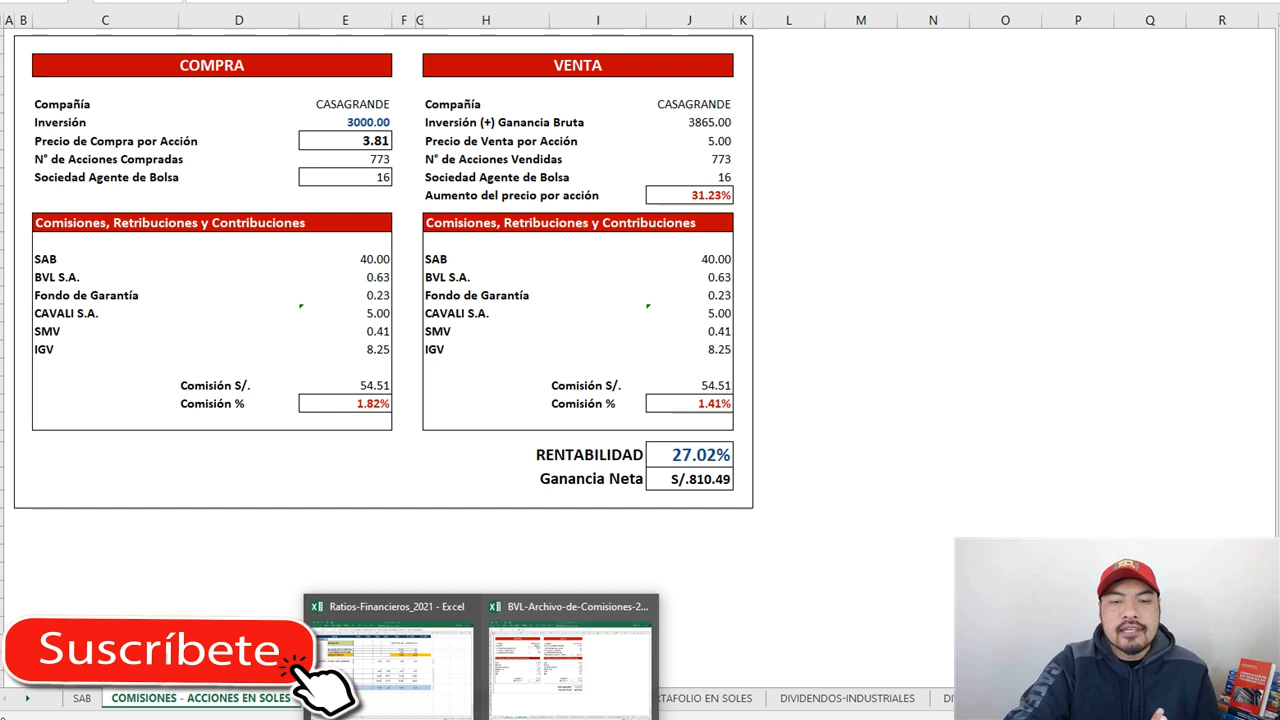 A B C D E F G H I J K L M N O P Q R
COMPRA
Compañía CASAGRANDE
Inversión 3000.00
Precio de Compra por Acción 3.81
N° de Acciones Compradas 773
Sociedad Agente de Bolsa 16
Comisiones, Retribuciones y Contribuciones
SAB 40.00
BVL S.A. 0.63
Fondo de Garantía 0.23
CAVALI S.A. 5.00
SMV 0.41
IGV 8.25
Comisión S/. 54.51
Comisión % 1.82%
VENTA
Compañía CASAGRANDE
Inversión (+) Ganancia Bruta 3865.00
Precio de Venta por Acción 5.00
N° de Acciones Vendidas 773
Sociedad Agente de Bolsa 16
Aumento del precio por acción 31.23%
Comisiones, Retribuciones y Contribuciones
SAB 40.00
BVL S.A. 0.63
Fondo de Garantía 0.23
CAVALI S.A. 5.00
SMV 0.41
IGV 8.25
Comisión S/. 54.51
Comisión % 1.41%
RENTABILIDAD 27.02%
Ganancia Neta S/.810.49
Ratios-Financieros_2021 - Excel
BVL-Archivo-de-Comisiones-2...
Suscríbete
SAB COMISIONES - ACCIONES EN SOLES TAFOLIO EN SOLES DIVIDENDOS-INDUSTRIALES